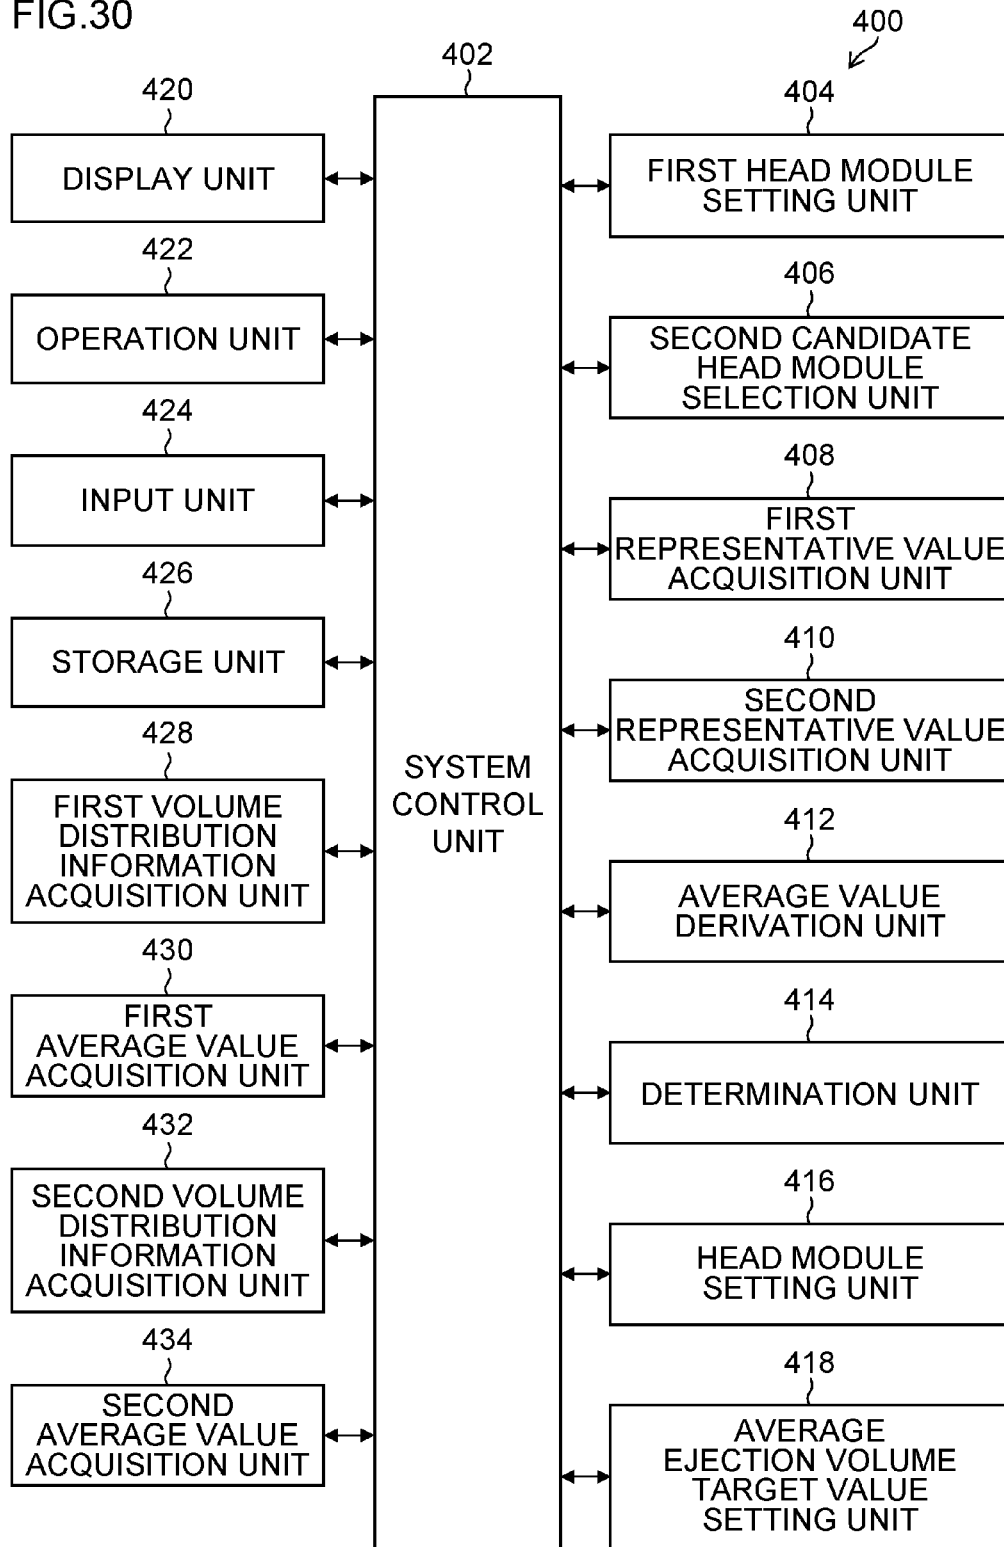 FIG.30
400
402
420
DISPLAY UNIT
422
OPERATION UNIT
424
INPUT UNIT
426
STORAGE UNIT
428
FIRST VOLUME
DISTRIBUTION
INFORMATION
ACQUISITION UNIT
430
FIRST
AVERAGE VALUE
ACQUISITION UNIT
432
SECOND VOLUME
DISTRIBUTION
INFORMATION
ACQUISITION UNIT
434
SECOND
AVERAGE VALUE
ACQUISITION UNIT
SYSTEM
CONTROL
UNIT
404
FIRST HEAD MODULE
SETTING UNIT
406
SECOND CANDIDATE
HEAD MODULE
SELECTION UNIT
408
FIRST
REPRESENTATIVE VALUE
ACQUISITION UNIT
410
SECOND
REPRESENTATIVE VALUE
ACQUISITION UNIT
412
AVERAGE VALUE
DERIVATION UNIT
414
DETERMINATION UNIT
416
HEAD MODULE
SETTING UNIT
418
AVERAGE
EJECTION VOLUME
TARGET VALUE
SETTING UNIT